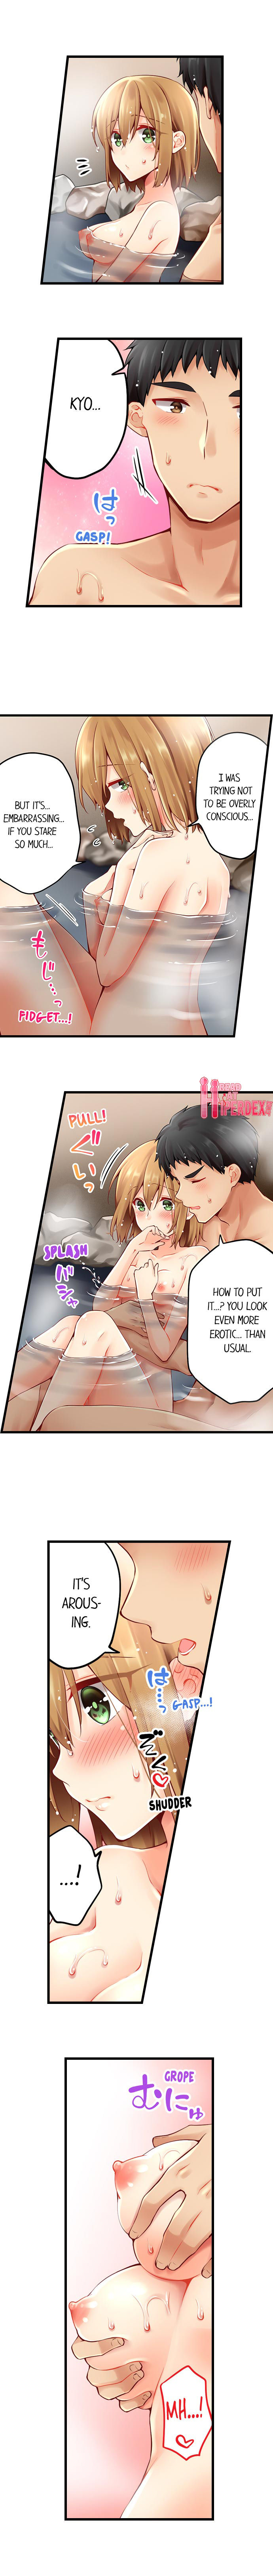 KYO...
はっ
GASP!
I WAS
TRYING NOT
TO BE OVERLY
CONSCIOUS...
BUT IT'S...
EMBARRASSING...
IF YOU STARE
SO MUCH...
もじ…っ
FIDGET...!
PULL!
ぐいっ
SPLASH
バシャ
HOW TO PUT
IT...? YOU LOOK
EVEN MORE
EROTIC... THAN
USUAL.
IT'S
AROUS-
ING.
は…っ
GASP...!
ぞくっ♡
SHUDDER
....!
GROPE
むにゅ
MH...!
♡